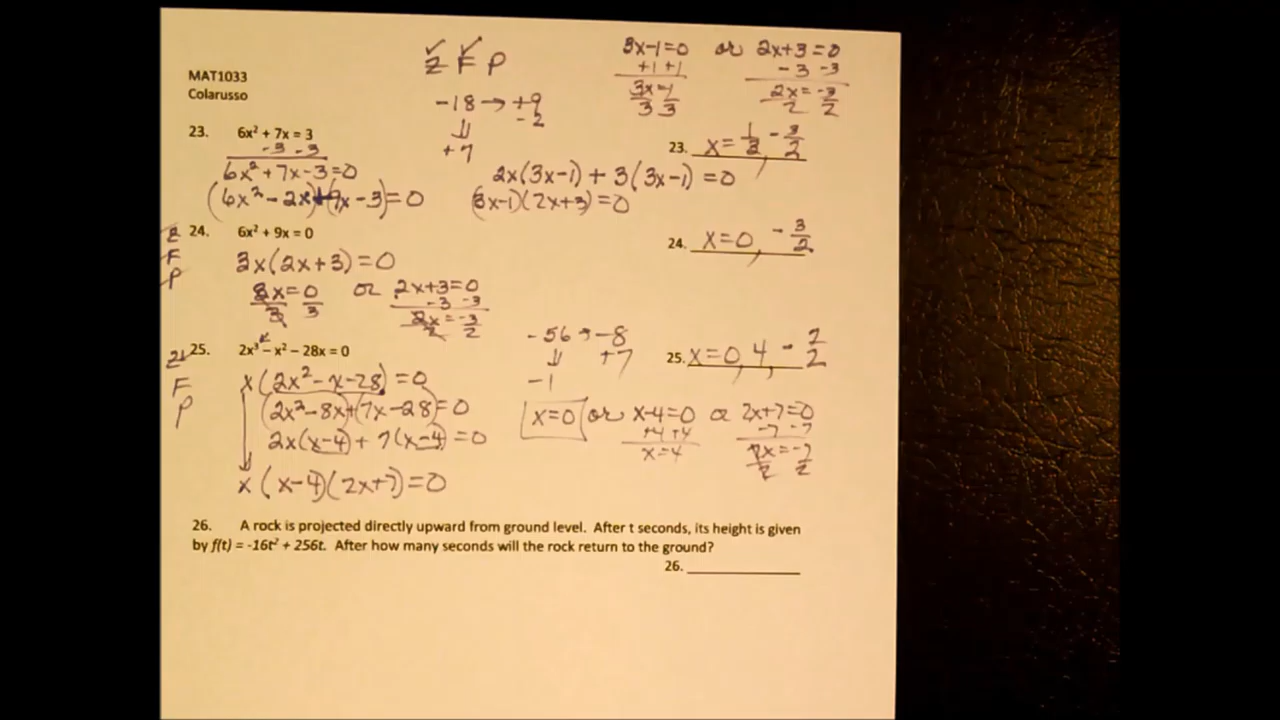 Z F P
3x-1=0 or 2x+3=0
+1 +1 -3 -3
3x=1 2x=-3
3 3 2 2
MAT1033
Colarusso
-18 → +9
-2
⇓
+7
23. 6x² + 7x = 3
-3 -3
6x²+7x-3=0
(6x²-2x)+(9x-3)=0
2x(3x-1)+3(3x-1)=0
(3x-1)(2x+3)=0
23. x=1/3, -3/2
Z
F
P
24. 6x² + 9x = 0
3x(2x+3)=0
3x=0 or 2x+3=0
3 3 -3 -3
2x=-3
2 2
24. x=0, -3/2
Z
F
P
25. 2x³ – x² – 28x = 0
x(2x²-x-28)=0
(2x²-8x)+(7x-28)=0
2x(x-4)+7(x-4)=0
x(x-4)(2x+7)=0
-56 → -8
⇓ +7
-1
25. x=0, 4, -7/2
x=0 or x-4=0 or 2x+7=0
+4 +4 -7 -7
x=4 2x=-7
2 2
26. A rock is projected directly upward from ground level. After t seconds, its height is given
by f(t) = -16t² + 256t. After how many seconds will the rock return to the ground?
26. ________